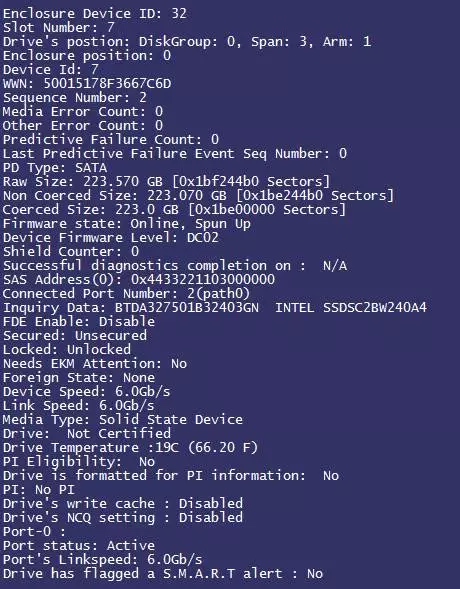 Enclosure Device ID: 32
Slot Number: 7
Drive's postion: DiskGroup: 0, Span: 3, Arm: 1
Enclosure position: 0
Device Id: 7
WWN: 50015178F3667C6D
Sequence Number: 2
Media Error Count: 0
Other Error Count: 0
Predictive Failure Count: 0
Last Predictive Failure Event Seq Number: 0
PD Type: SATA
Raw Size: 223.570 GB [0x1bf244b0 Sectors]
Non Coerced Size: 223.070 GB [0x1be244b0 Sectors]
Coerced Size: 223.0 GB [0x1be00000 Sectors]
Firmware state: Online, Spun Up
Device Firmware Level: DC02
Shield Counter: 0
Successful diagnostics completion on :  N/A
SAS Address(0): 0x4433221103000000
Connected Port Number: 2(path0)
Inquiry Data: BTDA327501B32403GN  INTEL SSDSC2BW240A4
FDE Enable: Disable
Secured: Unsecured
Locked: Unlocked
Needs EKM Attention: No
Foreign State: None
Device Speed: 6.0Gb/s
Link Speed: 6.0Gb/s
Media Type: Solid State Device
Drive:  Not Certified
Drive Temperature :19C (66.20 F)
PI Eligibility:  No
Drive is formatted for PI information:  No
PI: No PI
Drive's write cache : Disabled
Drive's NCQ setting : Disabled
Port-0 :
Port status: Active
Port's Linkspeed: 6.0Gb/s
Drive has flagged a S.M.A.R.T alert : No